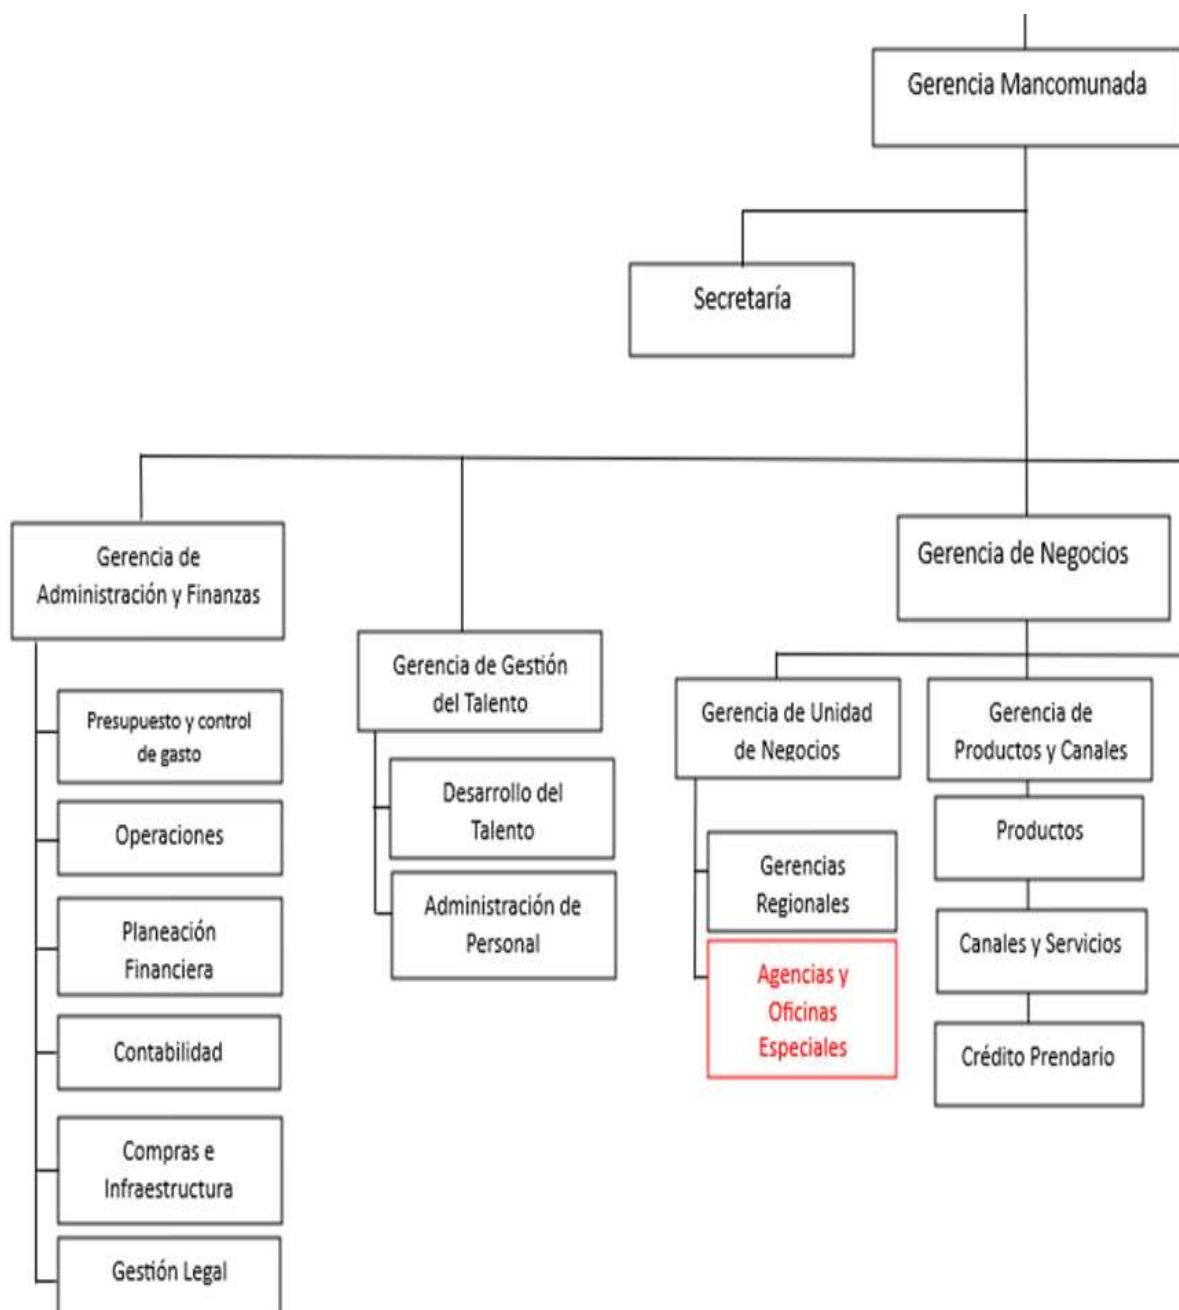 Gerencia Mancomunada
Secretaría
Gerencia de
Administración y Finanzas
Presupuesto y control
de gasto
Operaciones
Planeación
Financiera
Contabilidad
Compras e
Infraestructura
Gestión Legal
Gerencia de Gestión
del Talento
Desarrollo del
Talento
Administración de
Personal
Gerencia de Negocios
Gerencia de Unidad
de Negocios
Gerencias
Regionales
Agencias y
Oficinas
Especiales
Gerencia de
Productos y Canales
Productos
Canales y Servicios
Crédito Prendario